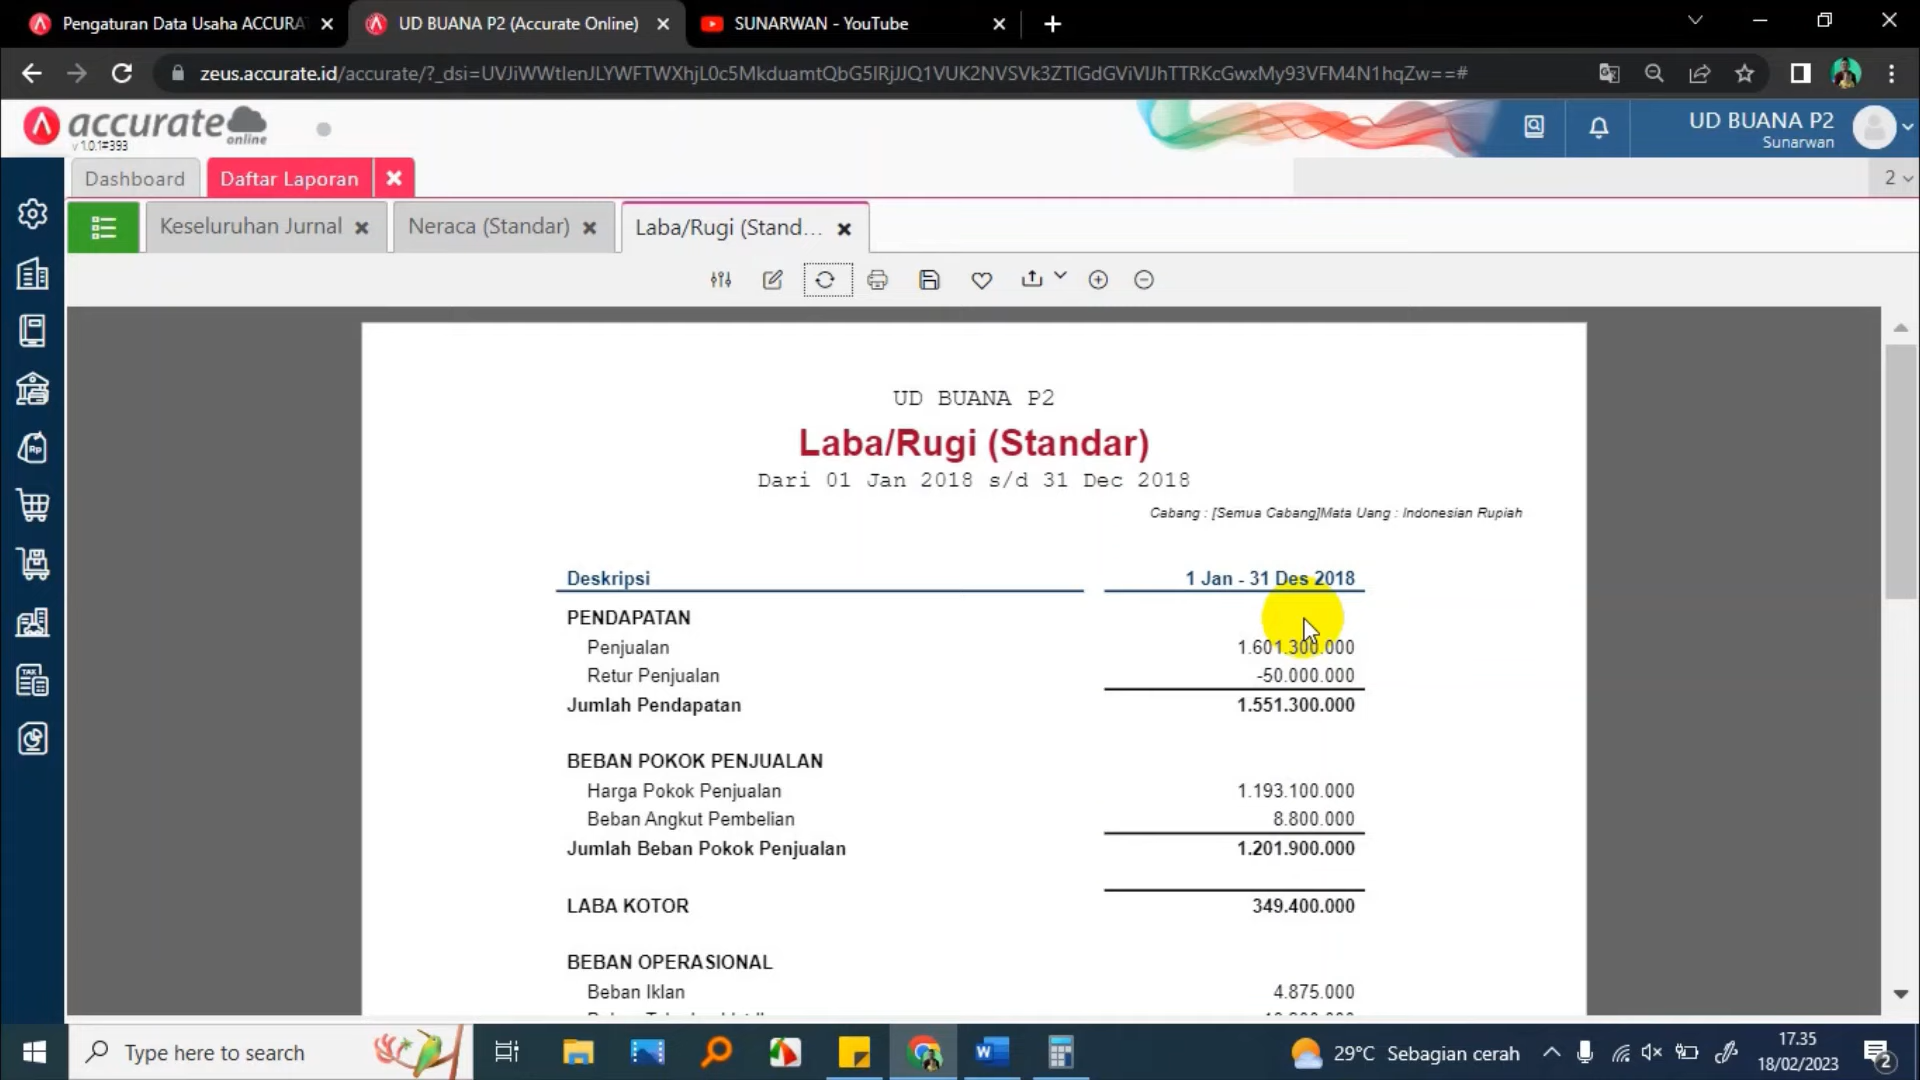 Pengaturan Data Usaha ACCURA
UD BUANA P2 (Accurate Online)
SUNARWAN - YouTube
zeus.accurate.id/accurate/?_dsi=UVJiWWtlenJLYWFTWXhjL0c5MkduamtQbG5lRjJJQ1VUK2NVSVk3ZTlGdGViVlJhTTRKcGwxMy93VFM4N1hqZw==#
accurate
online
v 1.0.1=393
UD BUANA P2
Sunarwan
Dashboard
Daftar Laporan
2
Keseluruhan Jurnal
Neraca (Standar)
Laba/Rugi (Stand...
UD BUANA P2
Laba/Rugi (Standar)
Dari 01 Jan 2018 s/d 31 Dec 2018
Cabang : [Semua Cabang]Mata Uang : Indonesian Rupiah
Deskripsi 1 Jan - 31 Des 2018
PENDAPATAN
Penjualan 1.601.300.000
Retur Penjualan -50.000.000
Jumlah Pendapatan 1.551.300.000
BEBAN POKOK PENJUALAN
Harga Pokok Penjualan 1.193.100.000
Beban Angkut Pembelian 8.800.000
Jumlah Beban Pokok Penjualan 1.201.900.000
LABA KOTOR 349.400.000
BEBAN OPERASIONAL
Beban Iklan 4.875.000
Type here to search
29°C Sebagian cerah
17.35
18/02/2023
2